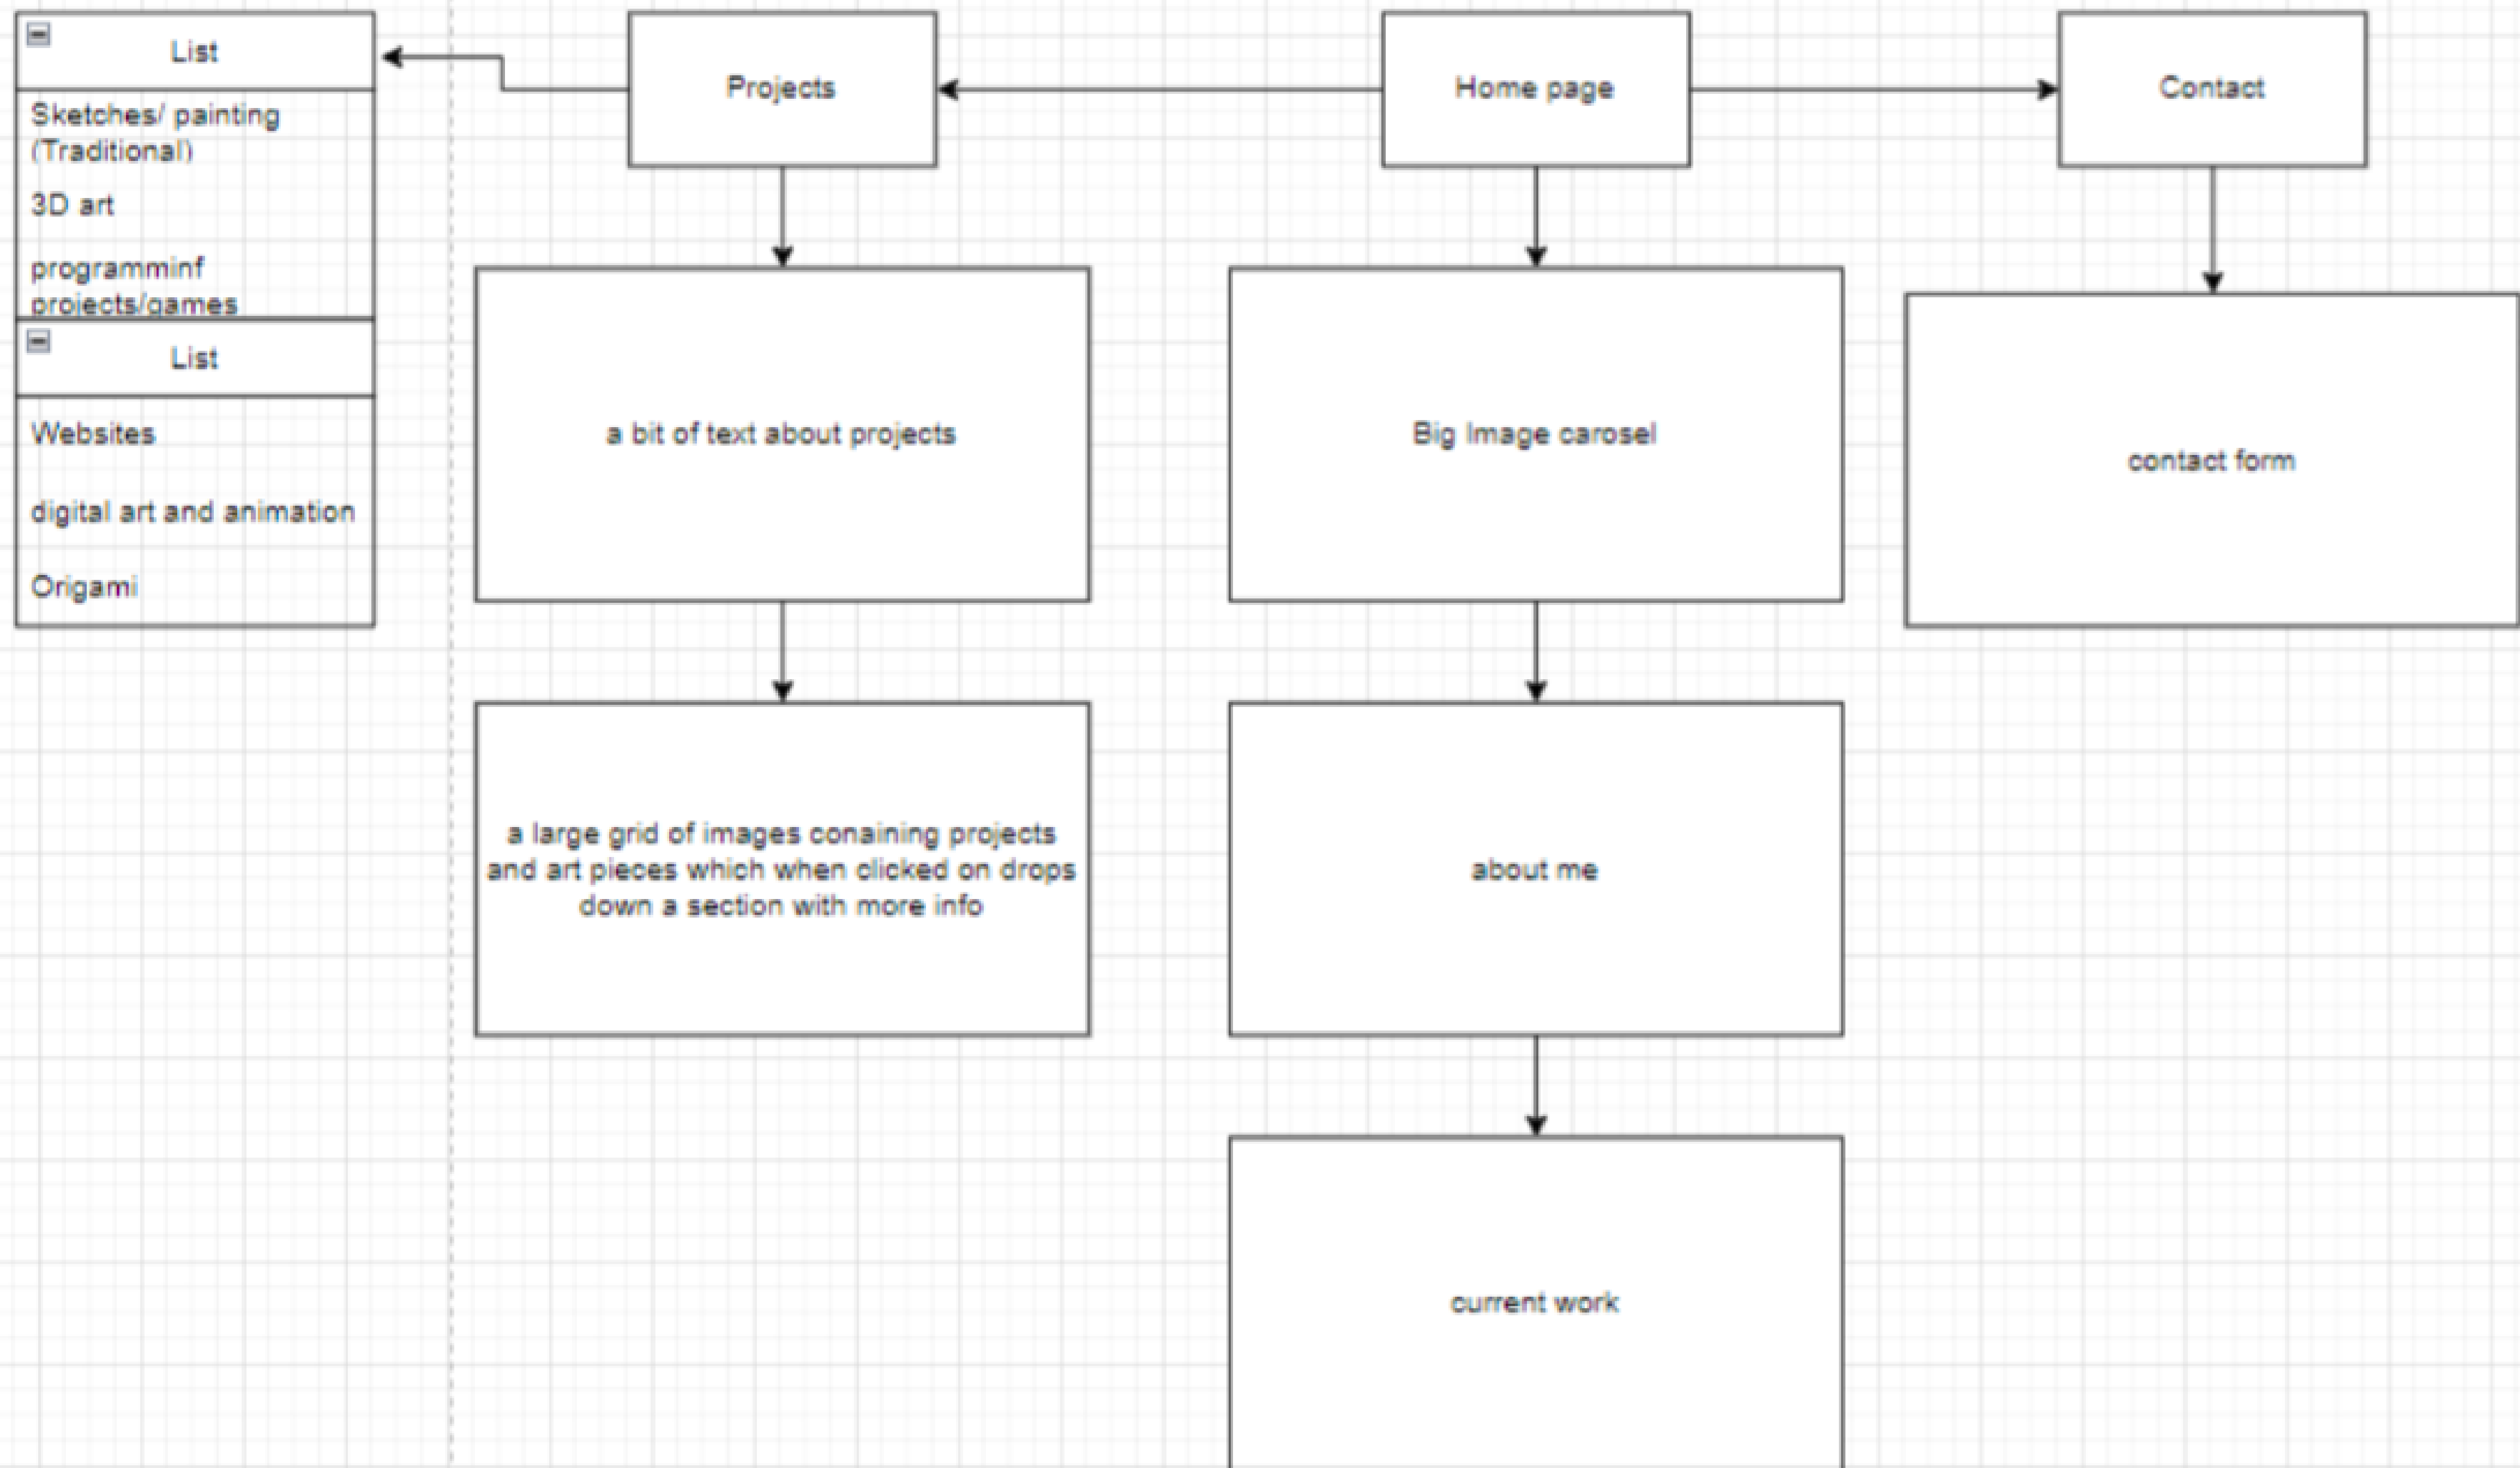 List
Sketches/ painting
(Traditional)
3D art
programminf
projects/games
List
Websites
digital art and animation
Origami
Projects
a bit of text about projects
a large grid of images conaining projects
and art pieces which when clicked on drops
down a section with more info
Home page
Big Image carosel
about me
current work
Contact
contact form